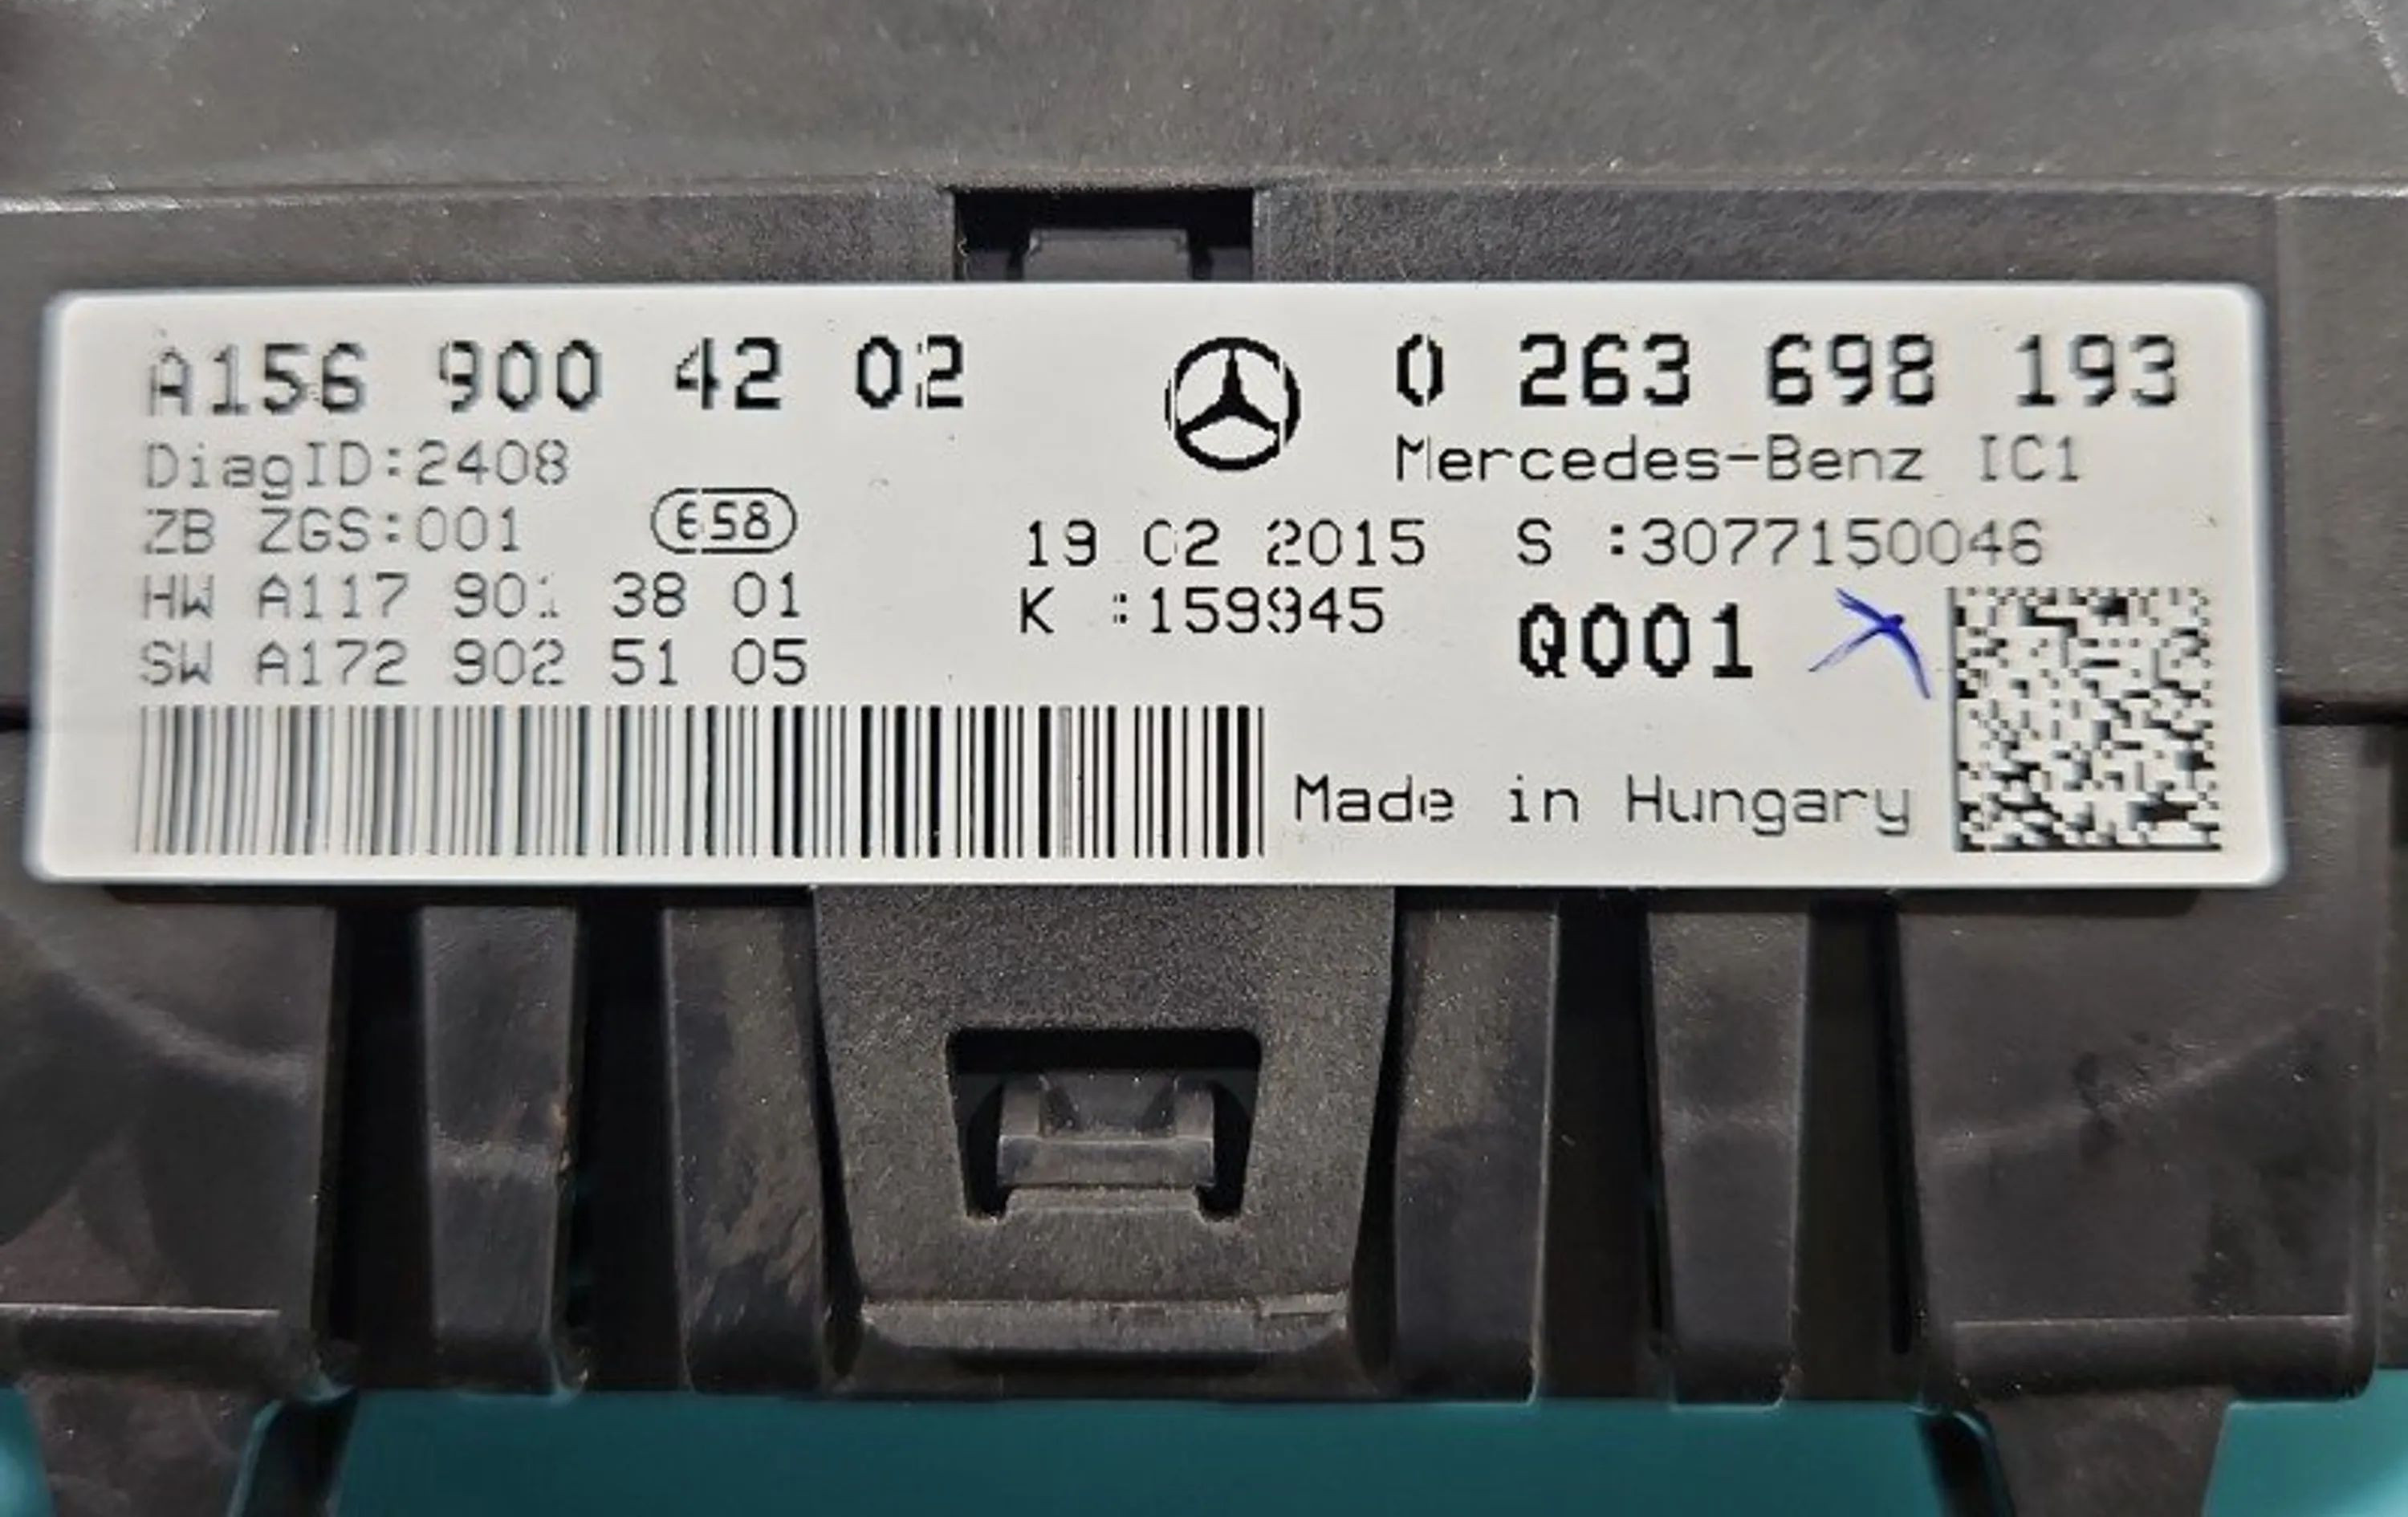 A156 900 42 02
DiagID:2408
ZB ZGS:001
658
HW A117 901 38 01
SW A172 902 51 05
0 263 698 193
Mercedes-Benz IC1
19 02 2015 S :3077150046
K :159945
Q001
Made in Hungary